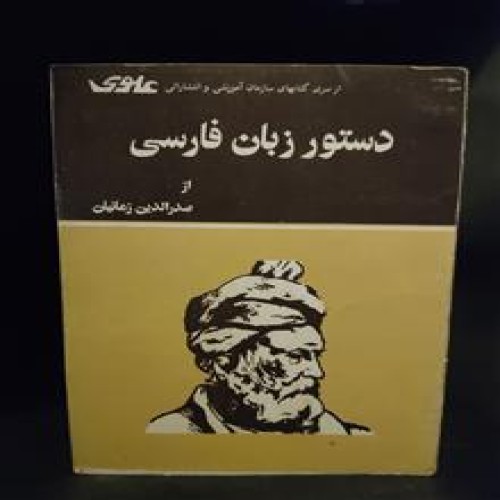 از سری کتابهای سازمان آموزشی و انتشاراتی علوی
دستور زبان فارسی
از
صدرالدین زمانیان